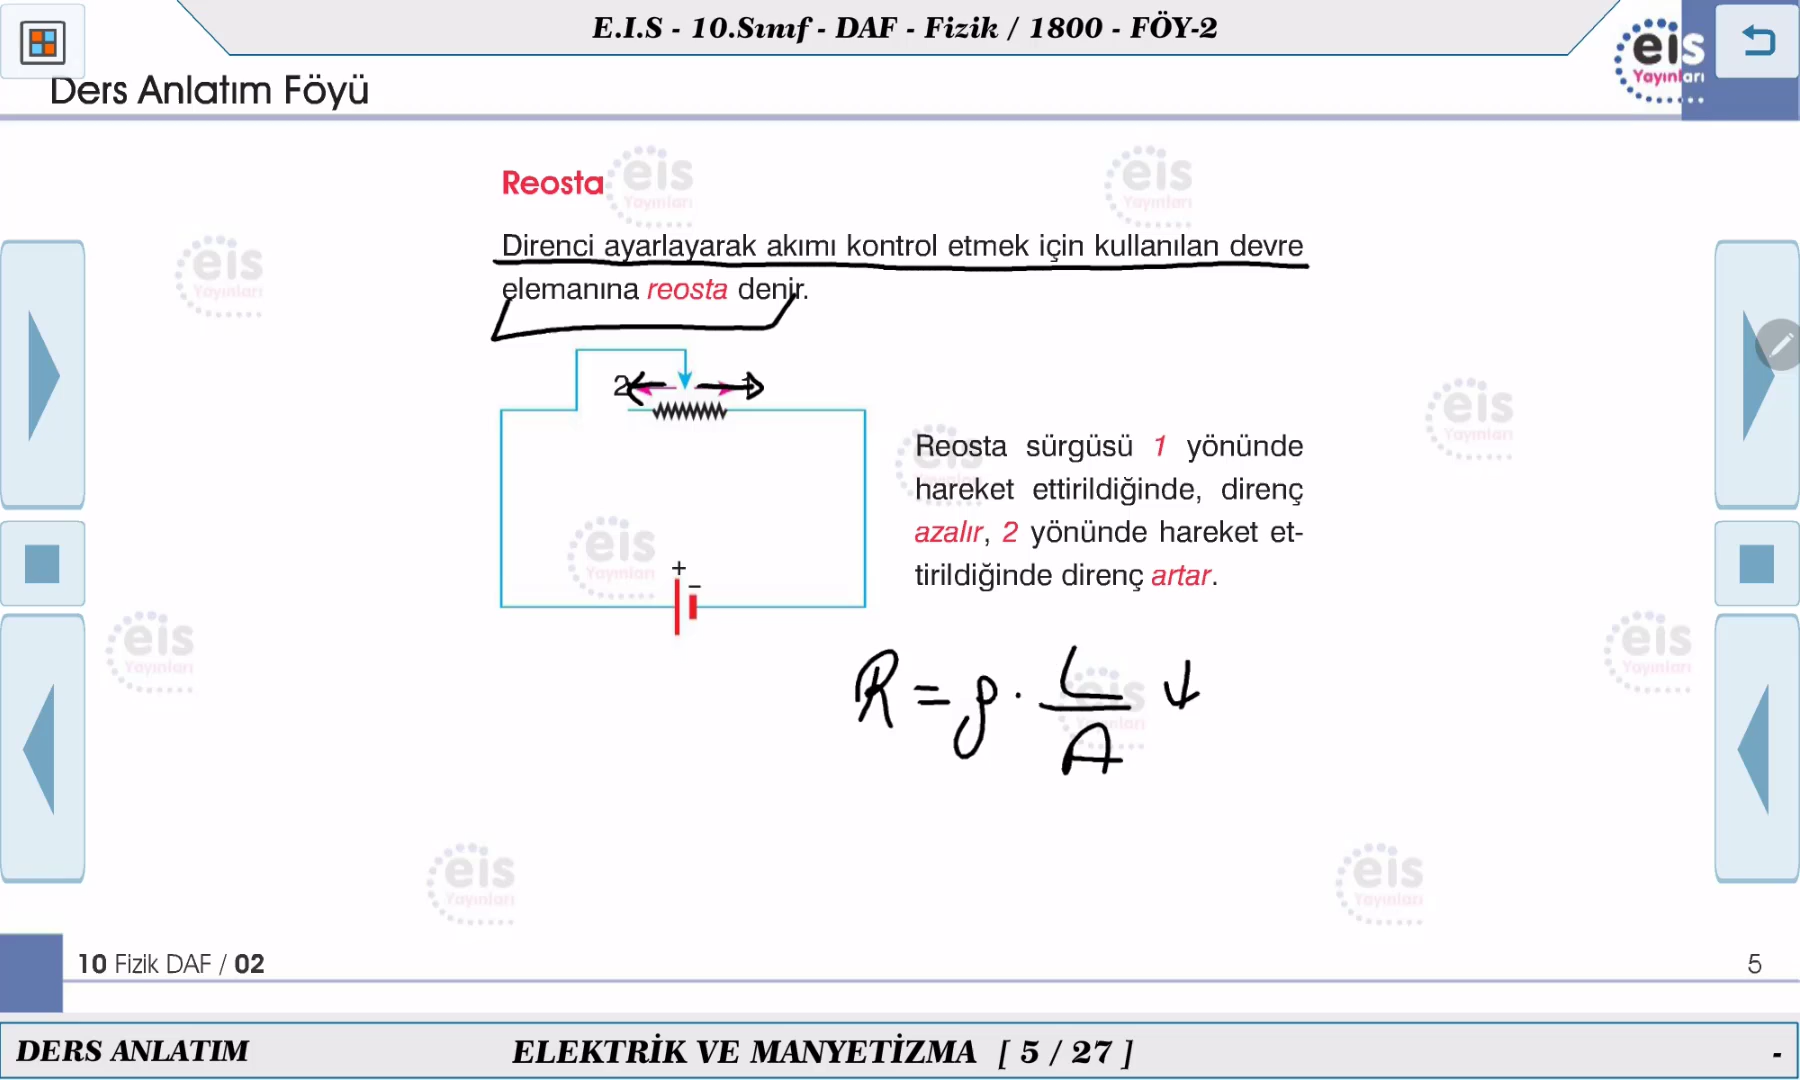 E.I.S - 10.Sınıf - DAF - Fizik / 1800 - FÖY-2
eis
Yayınları
Ders Anlatım Föyü
Reosta
Direnci ayarlayarak akımı kontrol etmek için kullanılan devre
elemanına reosta denir.
2
1
Reosta sürgüsü 1 yönünde
hareket ettirildiğinde, direnç
azalır, 2 yönünde hareket et-
tirildiğinde direnç artar.
+
-
R = ρ · L / A ↓
10 Fizik DAF / 02
5
DERS ANLATIM
ELEKTRİK VE MANYETİZMA [ 5 / 27 ]
-